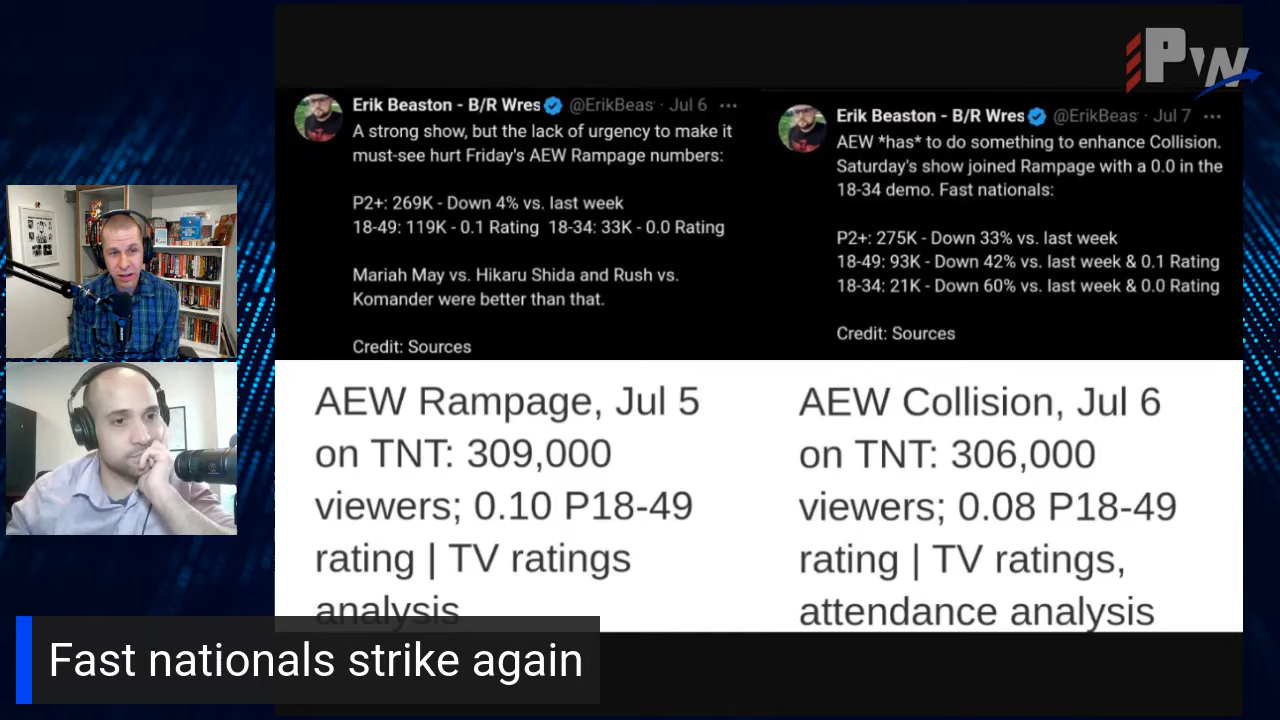 PW
Erik Beaston - B/R Wres @ErikBeas · Jul 6 ···
A strong show, but the lack of urgency to make it
must-see hurt Friday's AEW Rampage numbers:
P2+: 269K - Down 4% vs. last week
18-49: 119K - 0.1 Rating 18-34: 33K - 0.0 Rating
Mariah May vs. Hikaru Shida and Rush vs.
Komander were better than that.
Credit: Sources
Erik Beaston - B/R Wres @ErikBeas · Jul 7 ···
AEW *has* to do something to enhance Collision.
Saturday's show joined Rampage with a 0.0 in the
18-34 demo. Fast nationals:
P2+: 275K - Down 33% vs. last week
18-49: 93K - Down 42% vs. last week & 0.1 Rating
18-34: 21K - Down 60% vs. last week & 0.0 Rating
Credit: Sources
AEW Rampage, Jul 5
on TNT: 309,000
viewers; 0.10 P18-49
rating | TV ratings
analysis
AEW Collision, Jul 6
on TNT: 306,000
viewers; 0.08 P18-49
rating | TV ratings,
attendance analysis
Fast nationals strike again